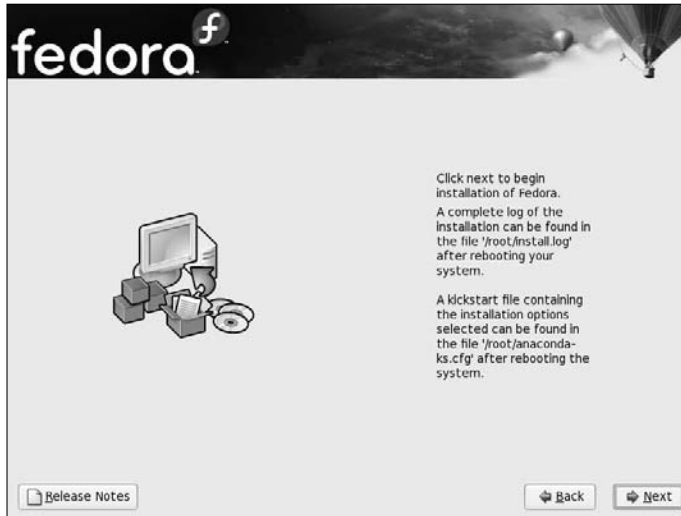 fedora
Click next to begin
installation of Fedora.
A complete log of the
installation can be found in
the file '/root/install.log'
after rebooting your
system.
A kickstart file containing
the installation options
selected can be found in
the file '/root/anaconda-
ks.cfg' after rebooting the
system.
Release Notes
Back
Next